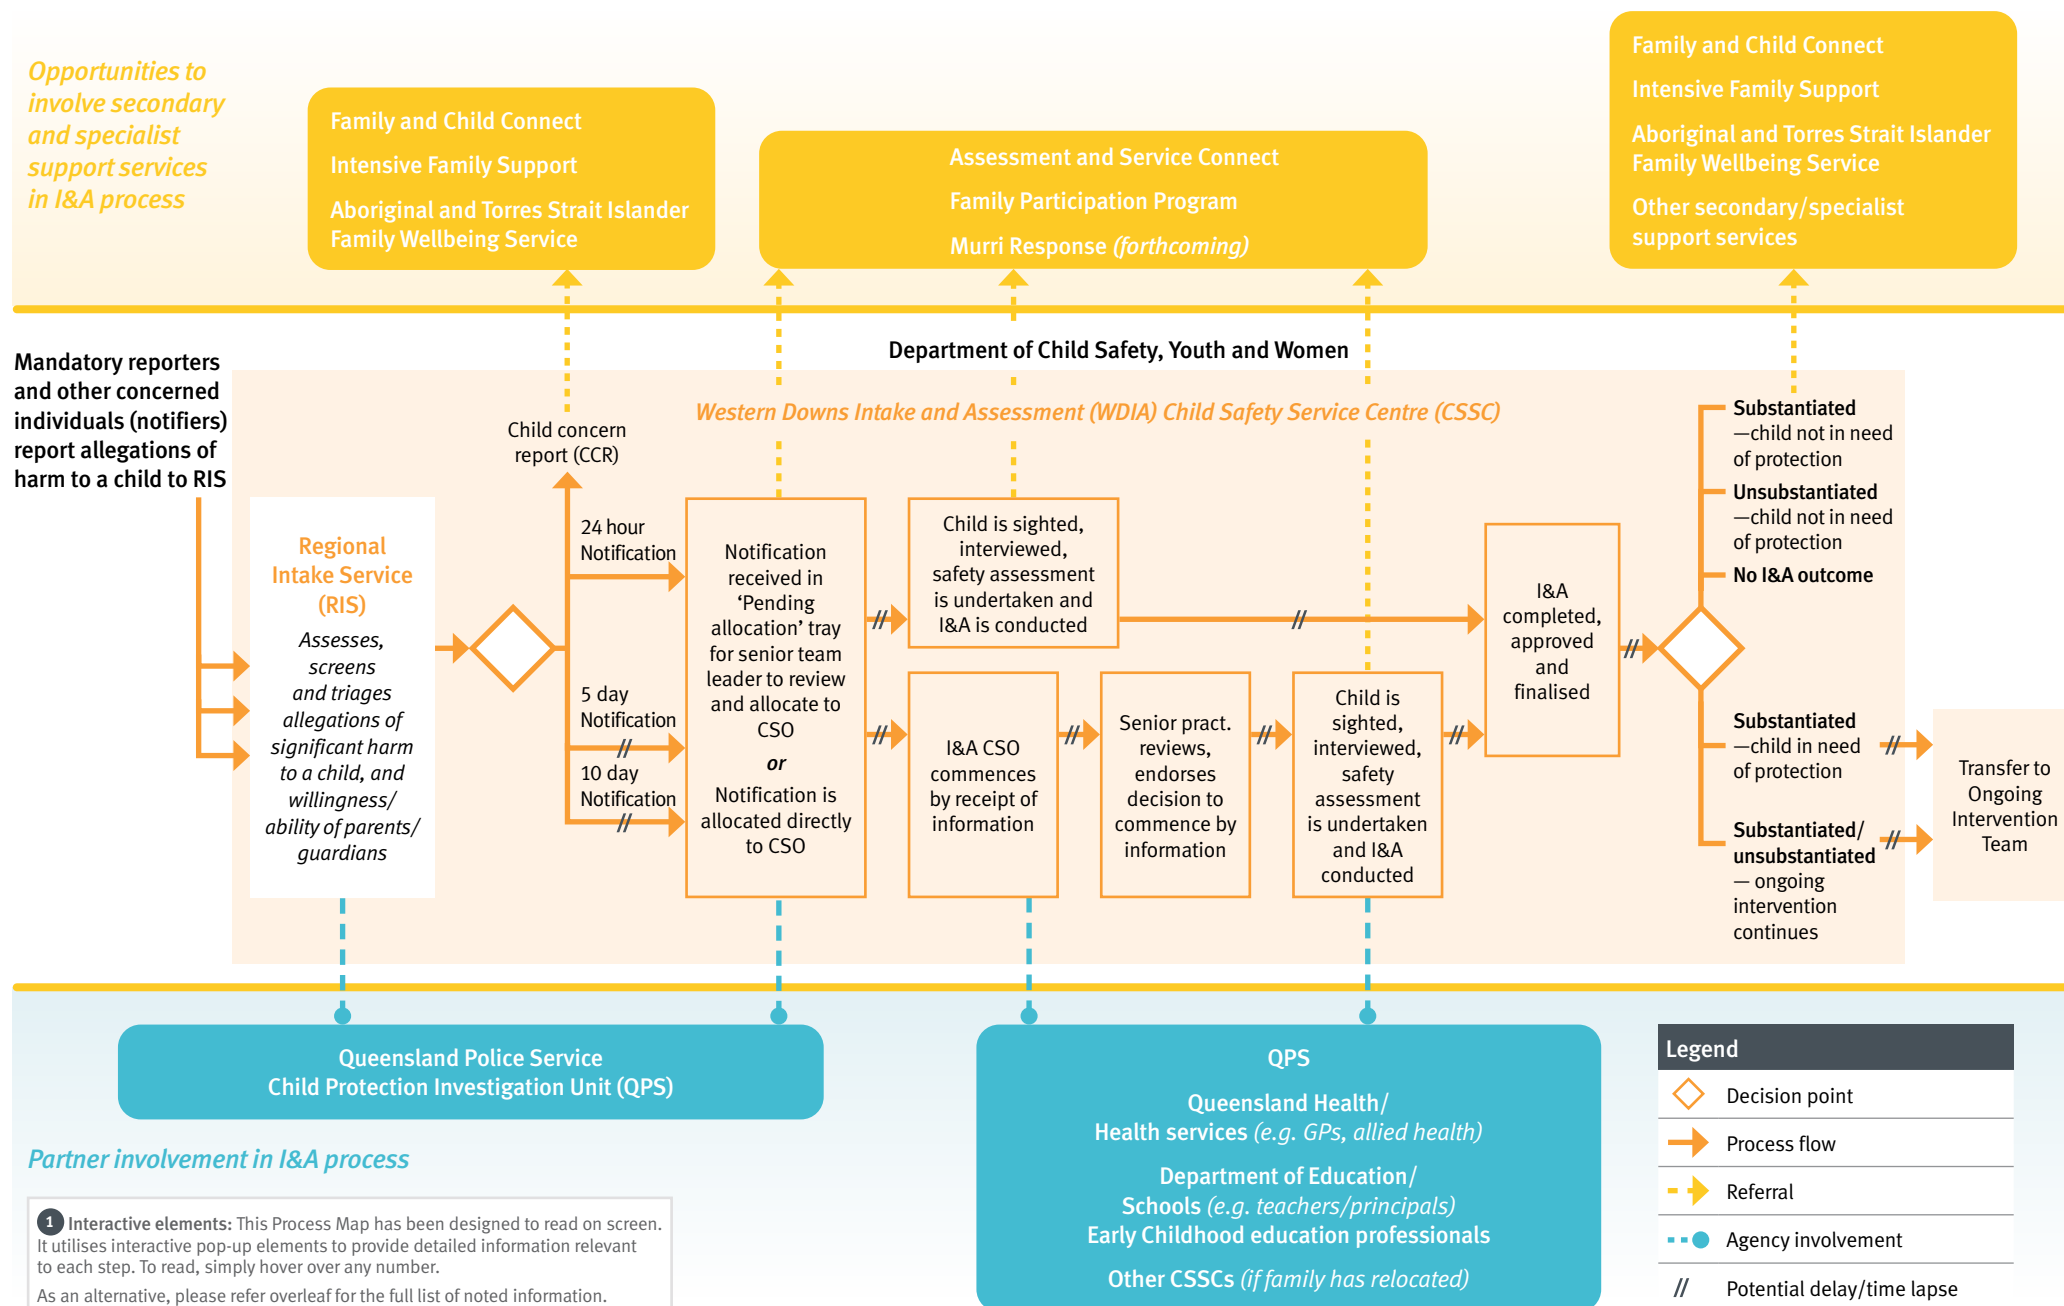 Opportunities to
involve secondary
and specialist
support services
in I&A process
Family and Child Connect
Intensive Family Support
Aboriginal and Torres Strait Islander
Family Wellbeing Service
Assessment and Service Connect
Family Participation Program
Murri Response (forthcoming)
Family and Child Connect
Intensive Family Support
Aboriginal and Torres Strait Islander
Family Wellbeing Service
Other secondary/specialist
support services
Mandatory reporters
and other concerned
individuals (notifiers)
report allegations of
harm to a child to RIS
Department of Child Safety, Youth and Women
Western Downs Intake and Assessment (WDIA) Child Safety Service Centre (CSSC)
Regional
Intake Service
(RIS)
Assesses,
screens
and triages
allegations of
significant harm
to a child, and
willingness/
ability of parents/
guardians
Child concern
report (CCR)
24 hour
Notification
5 day
Notification
10 day
Notification
Notification
received in
‘Pending
allocation’ tray
for senior team
leader to review
and allocate to
CSO
or
Notification is
allocated directly
to CSO
Child is sighted,
interviewed,
safety assessment
is undertaken and
I&A is conducted
I&A CSO
commences
by receipt of
information
Senior pract.
reviews,
endorses
decision to
commence by
information
Child is
sighted,
interviewed,
safety
assessment
is undertaken
and I&A
conducted
I&A
completed,
approved
and
finalised
Substantiated
—child not in need
of protection
Unsubstantiated
—child not in need
of protection
No I&A outcome
Substantiated
—child in need
of protection
Substantiated/
unsubstantiated
— ongoing
intervention
continues
Transfer to
Ongoing
Intervention
Team
Queensland Police Service
Child Protection Investigation Unit (QPS)
Partner involvement in I&A process
1 Interactive elements: This Process Map has been designed to read on screen.
It utilises interactive pop-up elements to provide detailed information relevant
to each step. To read, simply hover over any number.
As an alternative, please refer overleaf for the full list of noted information.
QPS
Queensland Health/
Health services (e.g. GPs, allied health)
Department of Education/
Schools (e.g. teachers/principals)
Early Childhood education professionals
Other CSSCs (if family has relocated)
Legend
Decision point
Process flow
Referral
Agency involvement
// Potential delay/time lapse